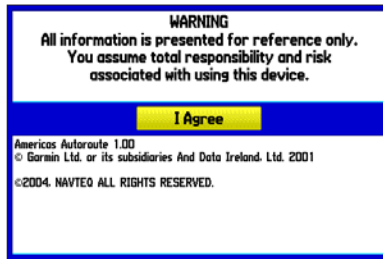 WARNING
All information is presented for reference only.
You assume total responsibility and risk
associated with using this device.
I Agree
Americas Autoroute 1.00
© Garmin Ltd. or its subsidiaries And Data Ireland, Ltd. 2001
©2004, NAVTEQ ALL RIGHTS RESERVED.